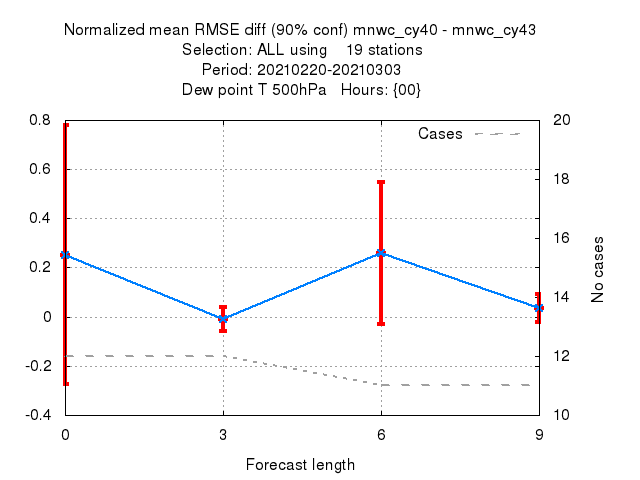 Normalized mean RMSE diff (90% conf) mnwc_cy40 - mnwc_cy43
Selection: ALL using 19 stations
Period: 20210220-20210303
Dew point T 500hPa Hours: {00}
Cases
0.8
0.6
0.4
0.2
0
-0.2
-0.4
20
18
16
14
12
10
No cases
0 3 6 9
Forecast length